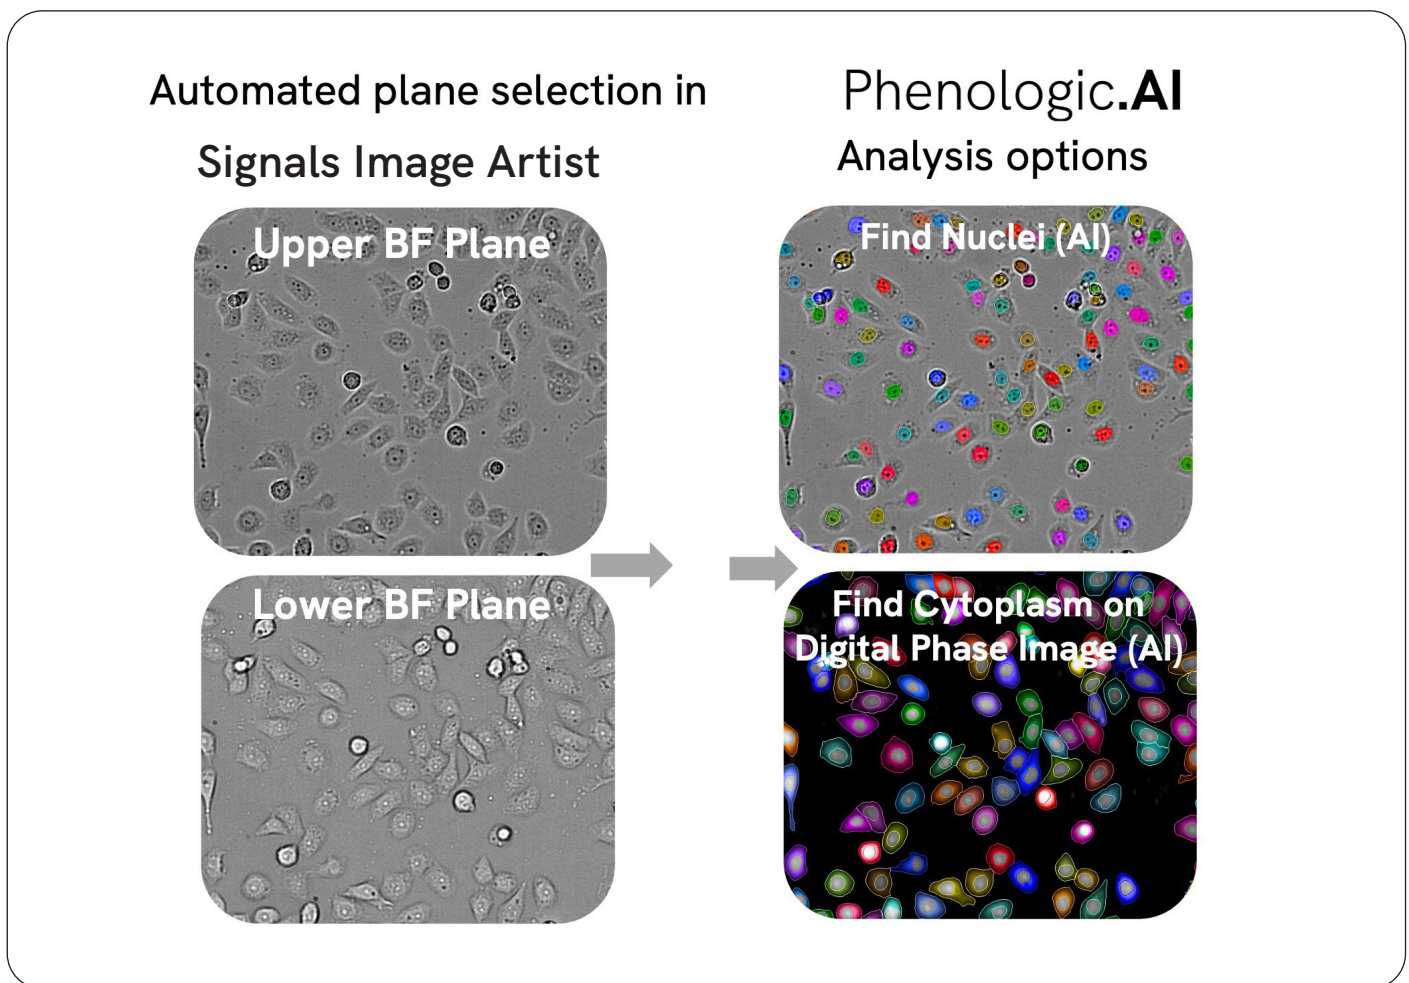 Automated plane selection in
Signals Image Artist
Upper BF Plane
Lower BF Plane
Phenologic.AI
Analysis options
Find Nuclei (AI)
Find Cytoplasm on
Digital Phase Image (AI)